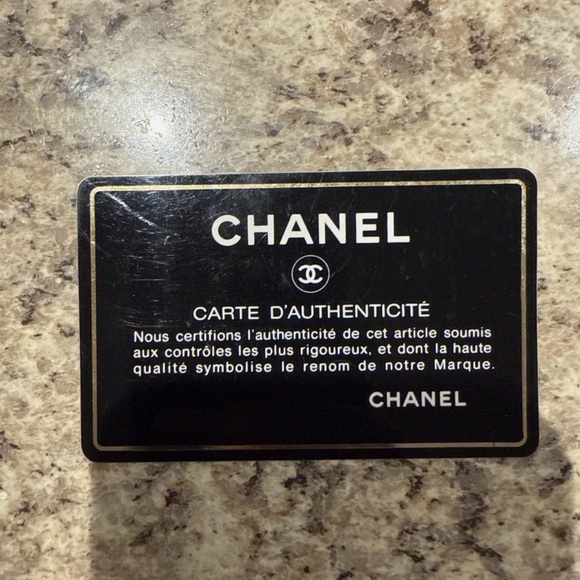 CHANEL
CARTE D'AUTHENTICITÉ
Nous certifions l'authenticité de cet article soumis
aux contrôles les plus rigoureux, et dont la haute
qualité symbolise le renom de notre Marque.
CHANEL